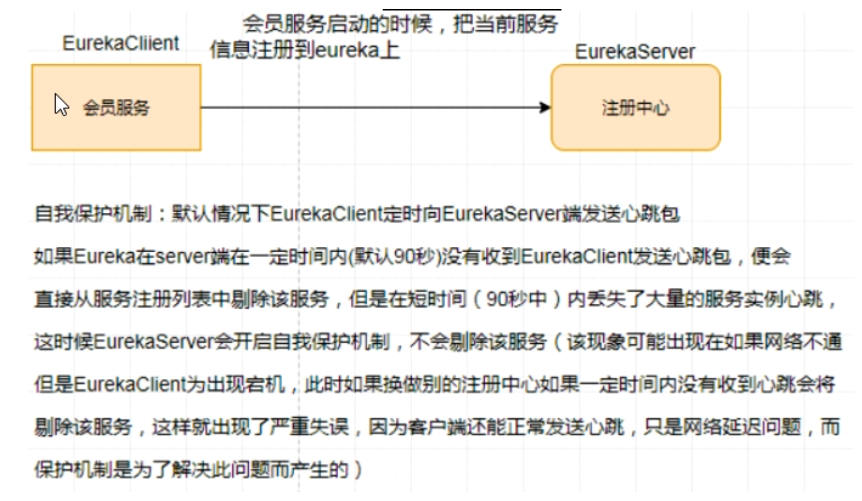 会员服务启动的时候，把当前服务
信息注册到eureka上
EurekaCliient
EurekaServer
会员服务
注册中心
自我保护机制：默认情况下EurekaClient定时向EurekaServer端发送心跳包
如果Eureka在server端在一定时间内(默认90秒)没有收到EurekaClient发送心跳包，便会
直接从服务注册列表中剔除该服务，但是在短时间（90秒中）内丢失了大量的服务实例心跳，
这时候EurekaServer会开启自我保护机制，不会剔除该服务（该现象可能出现在如果网络不通
但是EurekaClient为出现宕机，此时如果换做别的注册中心如果一定时间内没有收到心跳会将
剔除该服务，这样就出现了严重失误，因为客户端还能正常发送心跳，只是网络延迟问题，而
保护机制是为了解决此问题而产生的）